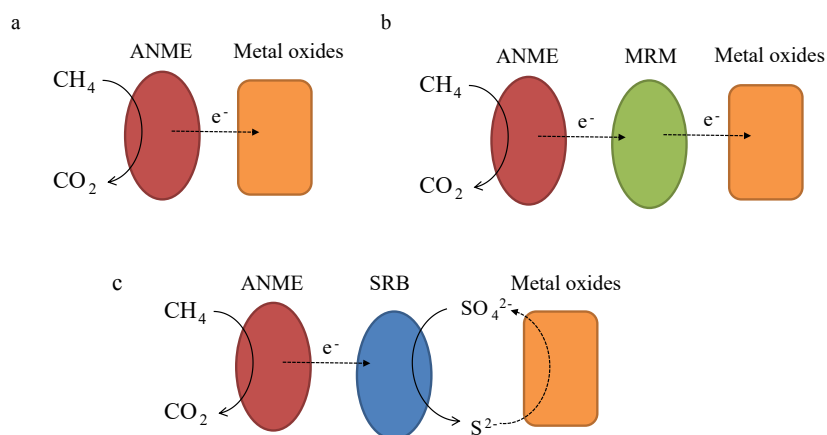 a
ANME Metal oxides
CH₄
e⁻
CO₂
b
ANME MRM Metal oxides
CH₄
e⁻ e⁻
CO₂
c
ANME SRB Metal oxides
CH₄ SO₄²⁻
e⁻
CO₂ S²⁻